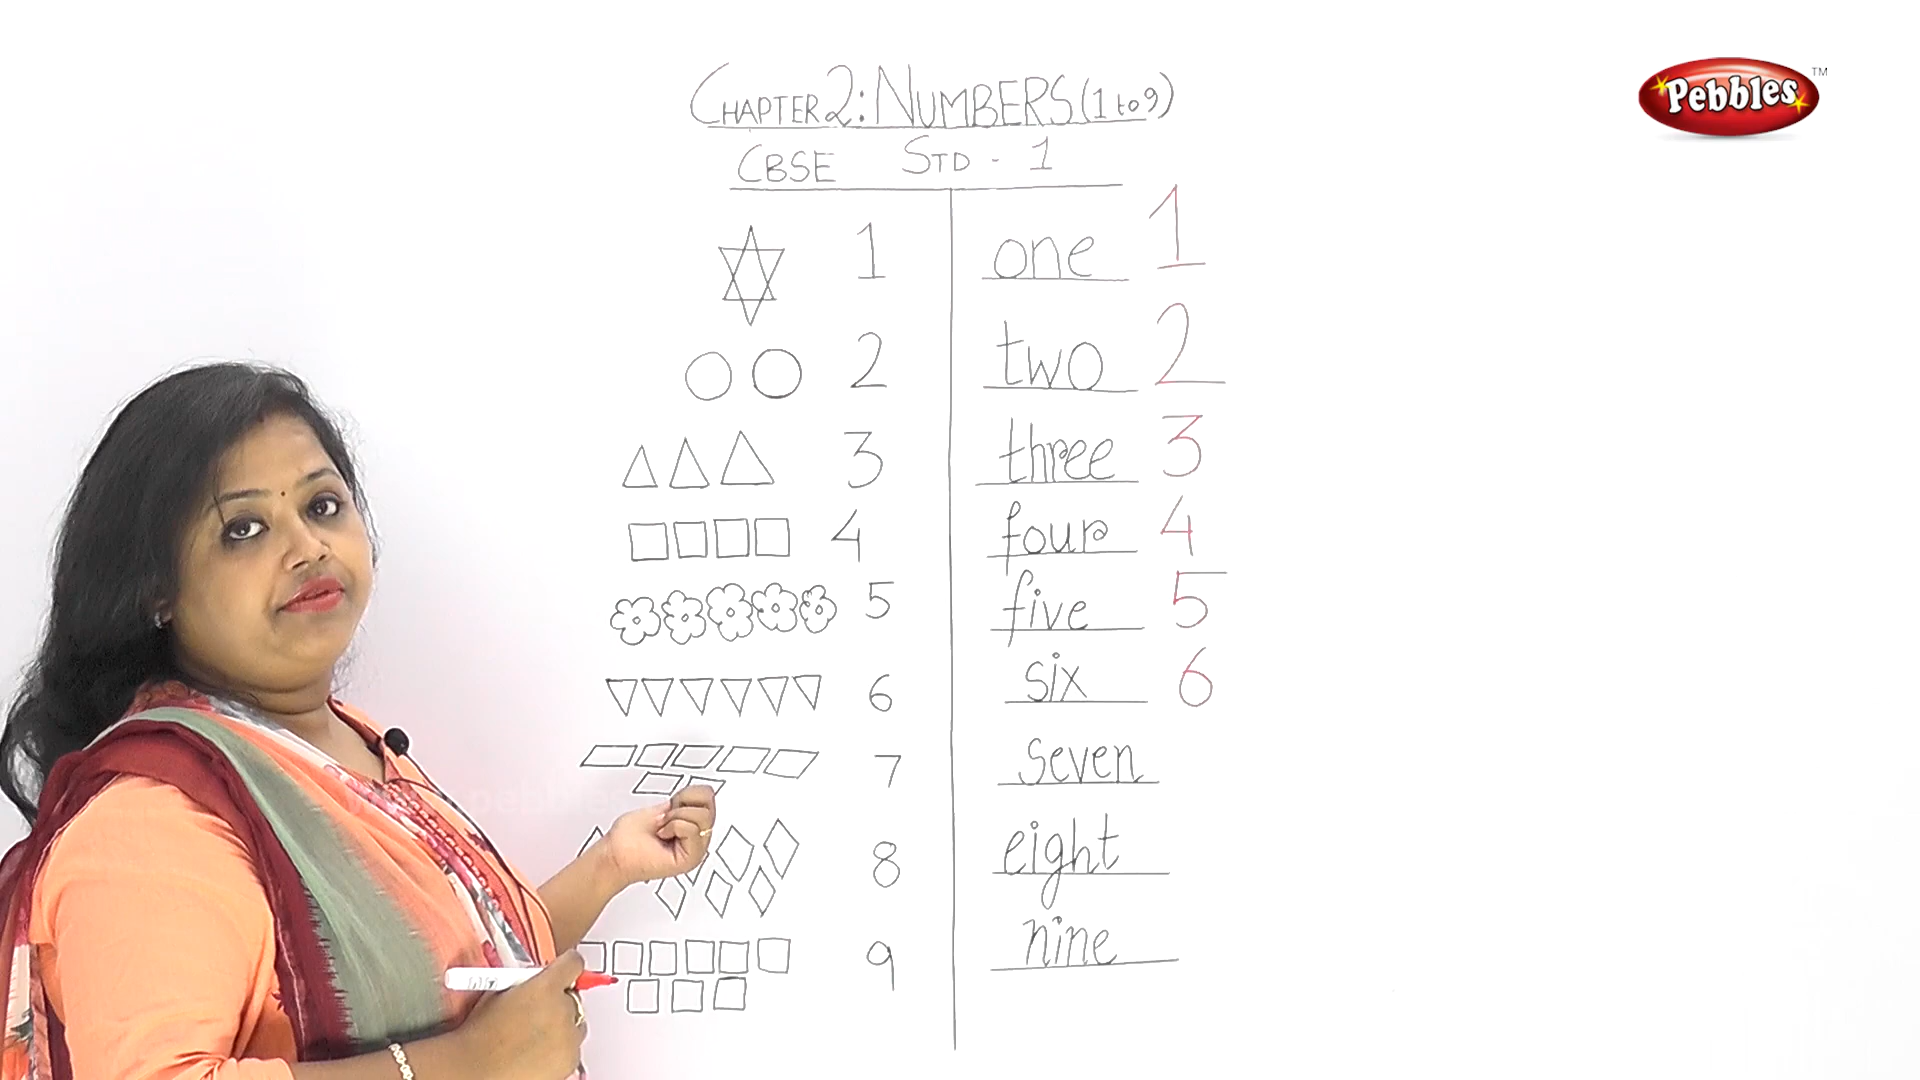 CHAPTER 2: NUMBERS (1 to 9)
Pebbles™
CBSE STD - 1
1 one 1
2 two 2
3 three 3
4 four 4
5 five 5
6 six 6
7 seven
8 eight
9 nine